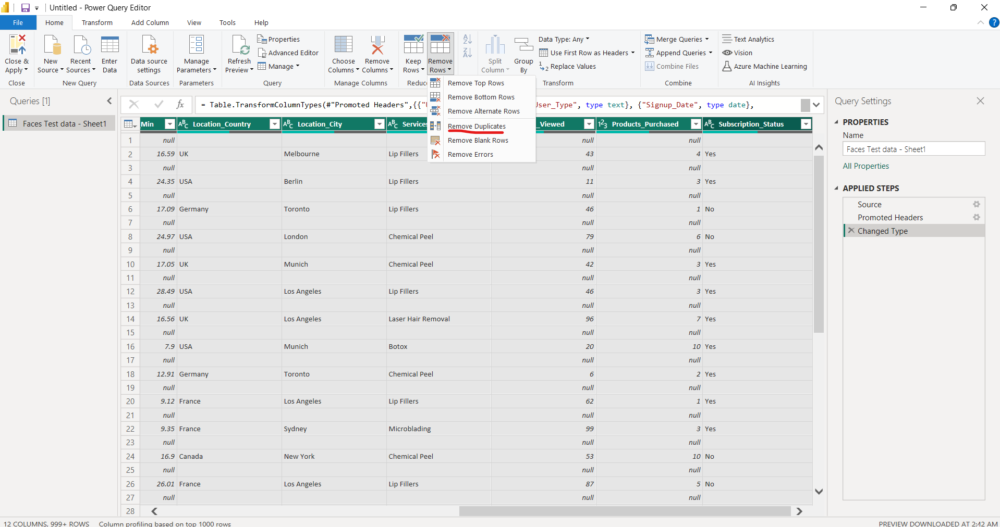 Untitled - Power Query Editor
File Home Transform Add Column View Tools Help
Close & Apply
Close
New Source
Recent Sources
Enter Data
New Query
Data source settings
Data Sources
Manage Parameters
Parameters
Refresh Preview
Properties
Advanced Editor
Manage
Query
Choose Columns
Remove Columns
Manage Columns
Keep Rows
Remove Rows
Reduc
A Z
Z A
Split Column
Group By
Data Type: Any
Use First Row as Headers
1 2 Replace Values
Transform
Merge Queries
Append Queries
Combine Files
Combine
Text Analytics
Vision
Azure Machine Learning
AI Insights
Remove Top Rows
Remove Bottom Rows
Remove Alternate Rows
Remove Duplicates
Remove Blank Rows
Remove Errors
Queries [1]
Faces Test data - Sheet1
fx = Table.TransformColumnTypes(#"Promoted Headers",{{" Jser_Type", type text}, {"Signup_Date", type date},
Min ABC Location_Country ABC Location_City ABC Services _Viewed 123 Products_Purchased ABC Subscription_Status
1 null null null
2 16.59 UK Melbourne Lip Fillers 43 4 Yes
3 null null null
4 24.35 USA Berlin Lip Fillers 11 3 Yes
5 null null null
6 17.09 Germany Toronto Lip Fillers 46 1 No
7 null null null
8 24.97 USA London Chemical Peel 79 6 No
9 null null null
10 17.05 UK Munich Chemical Peel 42 3 Yes
11 null null null
12 28.49 USA Los Angeles Lip Fillers 46 3 Yes
13 null null null
14 16.56 UK Los Angeles Laser Hair Removal 96 7 Yes
15 null null null
16 7.9 USA Munich Botox 20 10 Yes
17 null null null
18 12.91 Germany Toronto Chemical Peel 6 2 Yes
19 null null null
20 9.12 France Los Angeles Lip Fillers 62 1 Yes
21 null null null
22 9.35 France Sydney Microblading 99 3 Yes
23 null null null
24 16.9 Canada New York Chemical Peel 53 10 No
25 null null null
26 26.01 France Los Angeles Lip Fillers 87 5 No
27 null null null
28
Query Settings
PROPERTIES
Name
Faces Test data - Sheet1
All Properties
APPLIED STEPS
Source
Promoted Headers
Changed Type
12 COLUMNS, 999+ ROWS Column profiling based on top 1000 rows
PREVIEW DOWNLOADED AT 2:42 AM